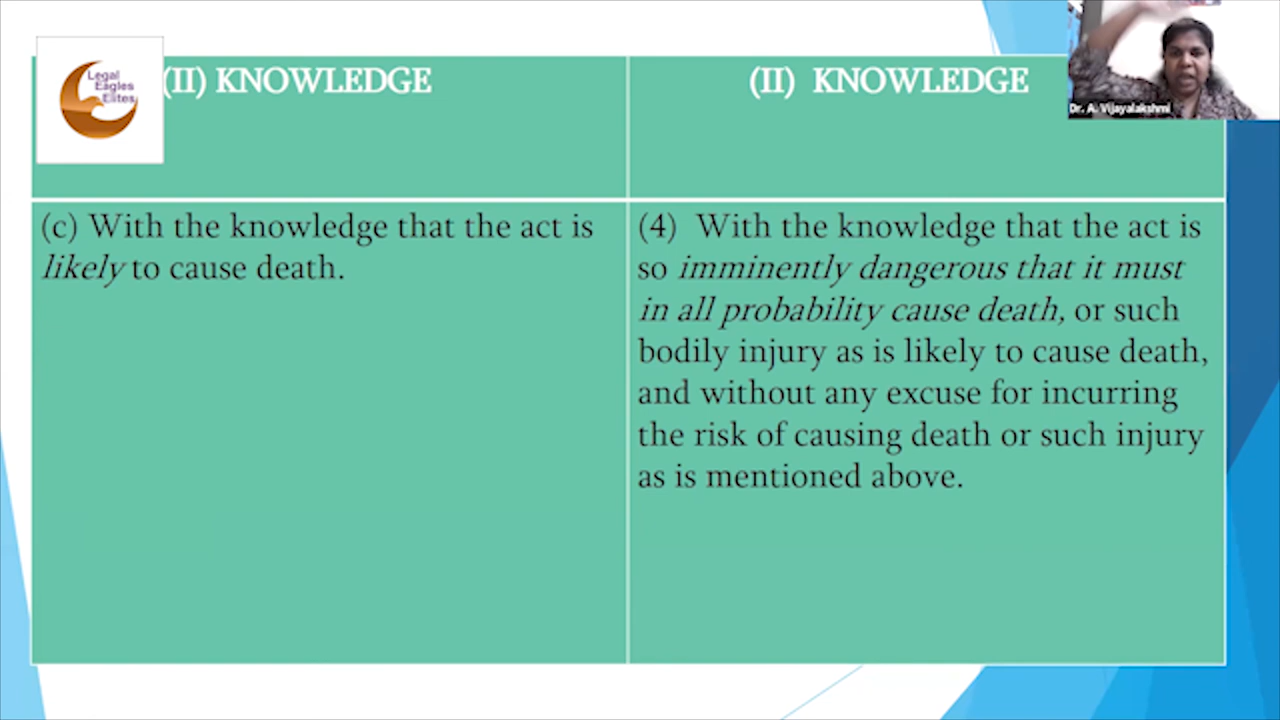 Legal
Eagles
Elites
(II) KNOWLEDGE
(II) KNOWLEDGE
Dr. A. Vijayalakshmi
(c) With the knowledge that the act is
likely to cause death.
(4) With the knowledge that the act is
so imminently dangerous that it must
in all probability cause death, or such
bodily injury as is likely to cause death,
and without any excuse for incurring
the risk of causing death or such injury
as is mentioned above.